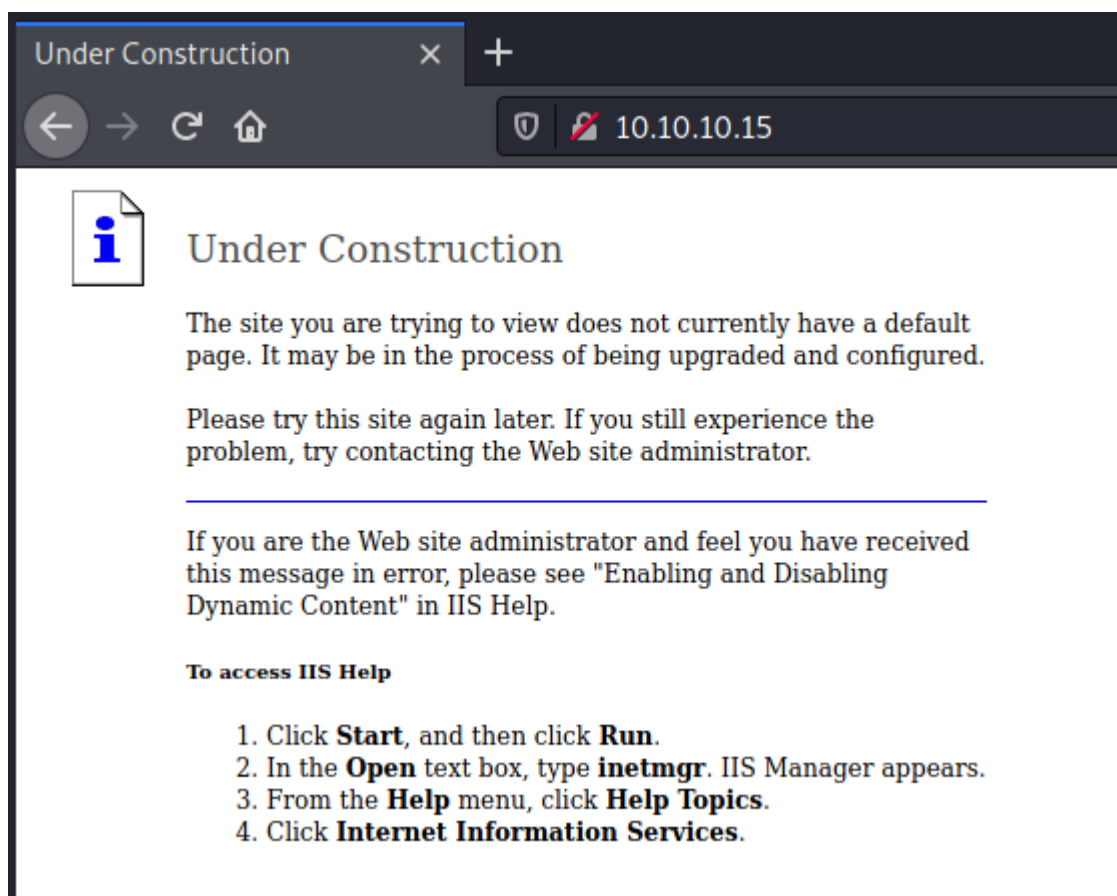 Under Construction
10.10.10.15
Under Construction
The site you are trying to view does not currently have a default
page. It may be in the process of being upgraded and configured.
Please try this site again later. If you still experience the
problem, try contacting the Web site administrator.
If you are the Web site administrator and feel you have received
this message in error, please see "Enabling and Disabling
Dynamic Content" in IIS Help.
To access IIS Help
1. Click Start, and then click Run.
2. In the Open text box, type inetmgr. IIS Manager appears.
3. From the Help menu, click Help Topics.
4. Click Internet Information Services.